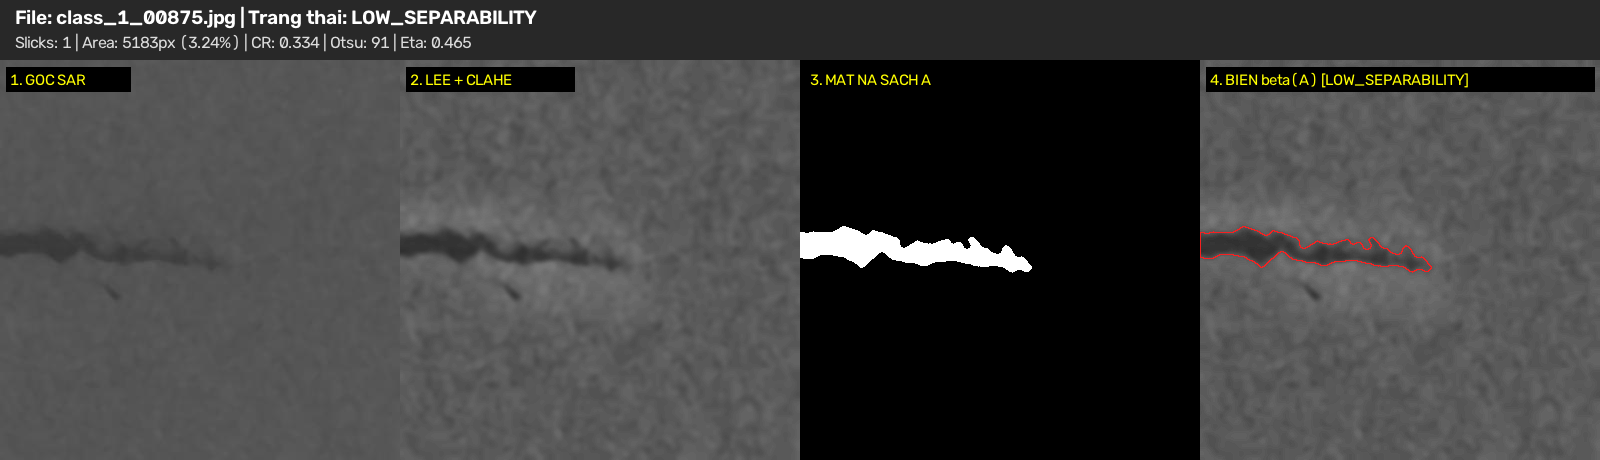 File: class_1_00875.jpg | Trang thai: LOW_SEPARABILITY
Slicks: 1 | Area: 5183px (3.24%) | CR: 0.334 | Otsu: 91 | Eta: 0.465
1. GOC SAR
2. LEE + CLAHE
3. MAT NA SACH A
4. BIEN beta(A) [LOW_SEPARABILITY]